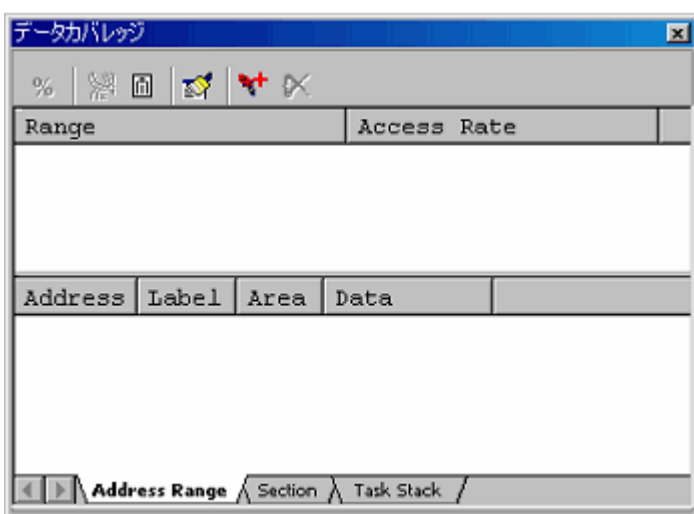 データカバレッジ
%
Range Access Rate
Address Label Area Data
Address Range Section Task Stack